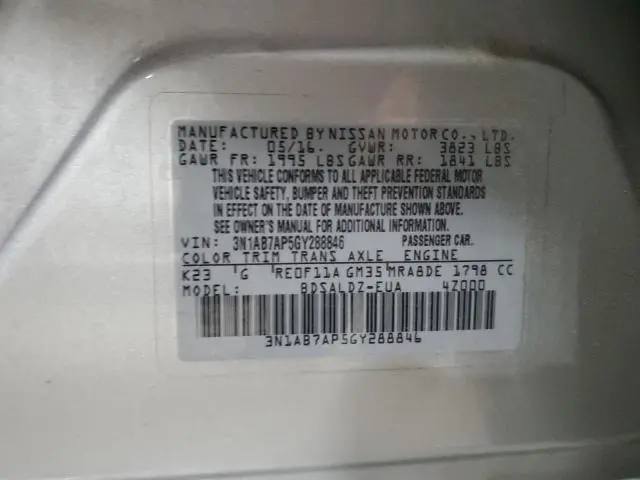 MANUFACTURED BY NISSAN MOTOR CO., LTD.
DATE: 05/16. GVWR: 3823 LBS
GAWR FR: 1995 LBS GAWR RR: 1841 LBS
THIS VEHICLE CONFORMS TO ALL APPLICABLE FEDERAL MOTOR
VEHICLE SAFETY, BUMPER AND THEFT PREVENTION STANDARDS
IN EFFECT ON THE DATE OF MANUFACTURE SHOWN ABOVE.
SEE OWNER'S MANUAL FOR ADDITIONAL INFORMATION.
VIN: 3N1AB7AP5GY288846 PASSENGER CAR.
COLOR TRIM TRANS AXLE ENGINE
K23 G RE0F11A GM35 MRA8DE 1798 CC
MODEL: BDSALDZ-EUA 4Z000
3N1AB7AP5GY288846